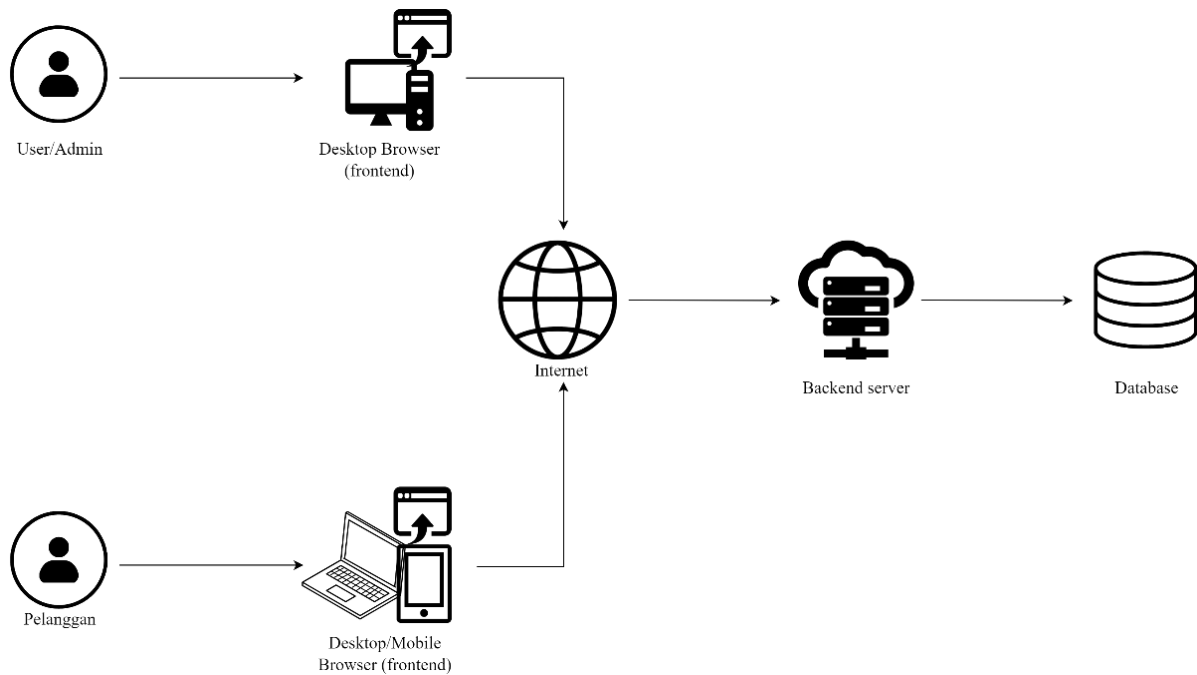 User/Admin
Desktop Browser
(frontend)
Internet
Backend server
Database
Pelanggan
Desktop/Mobile
Browser (frontend)